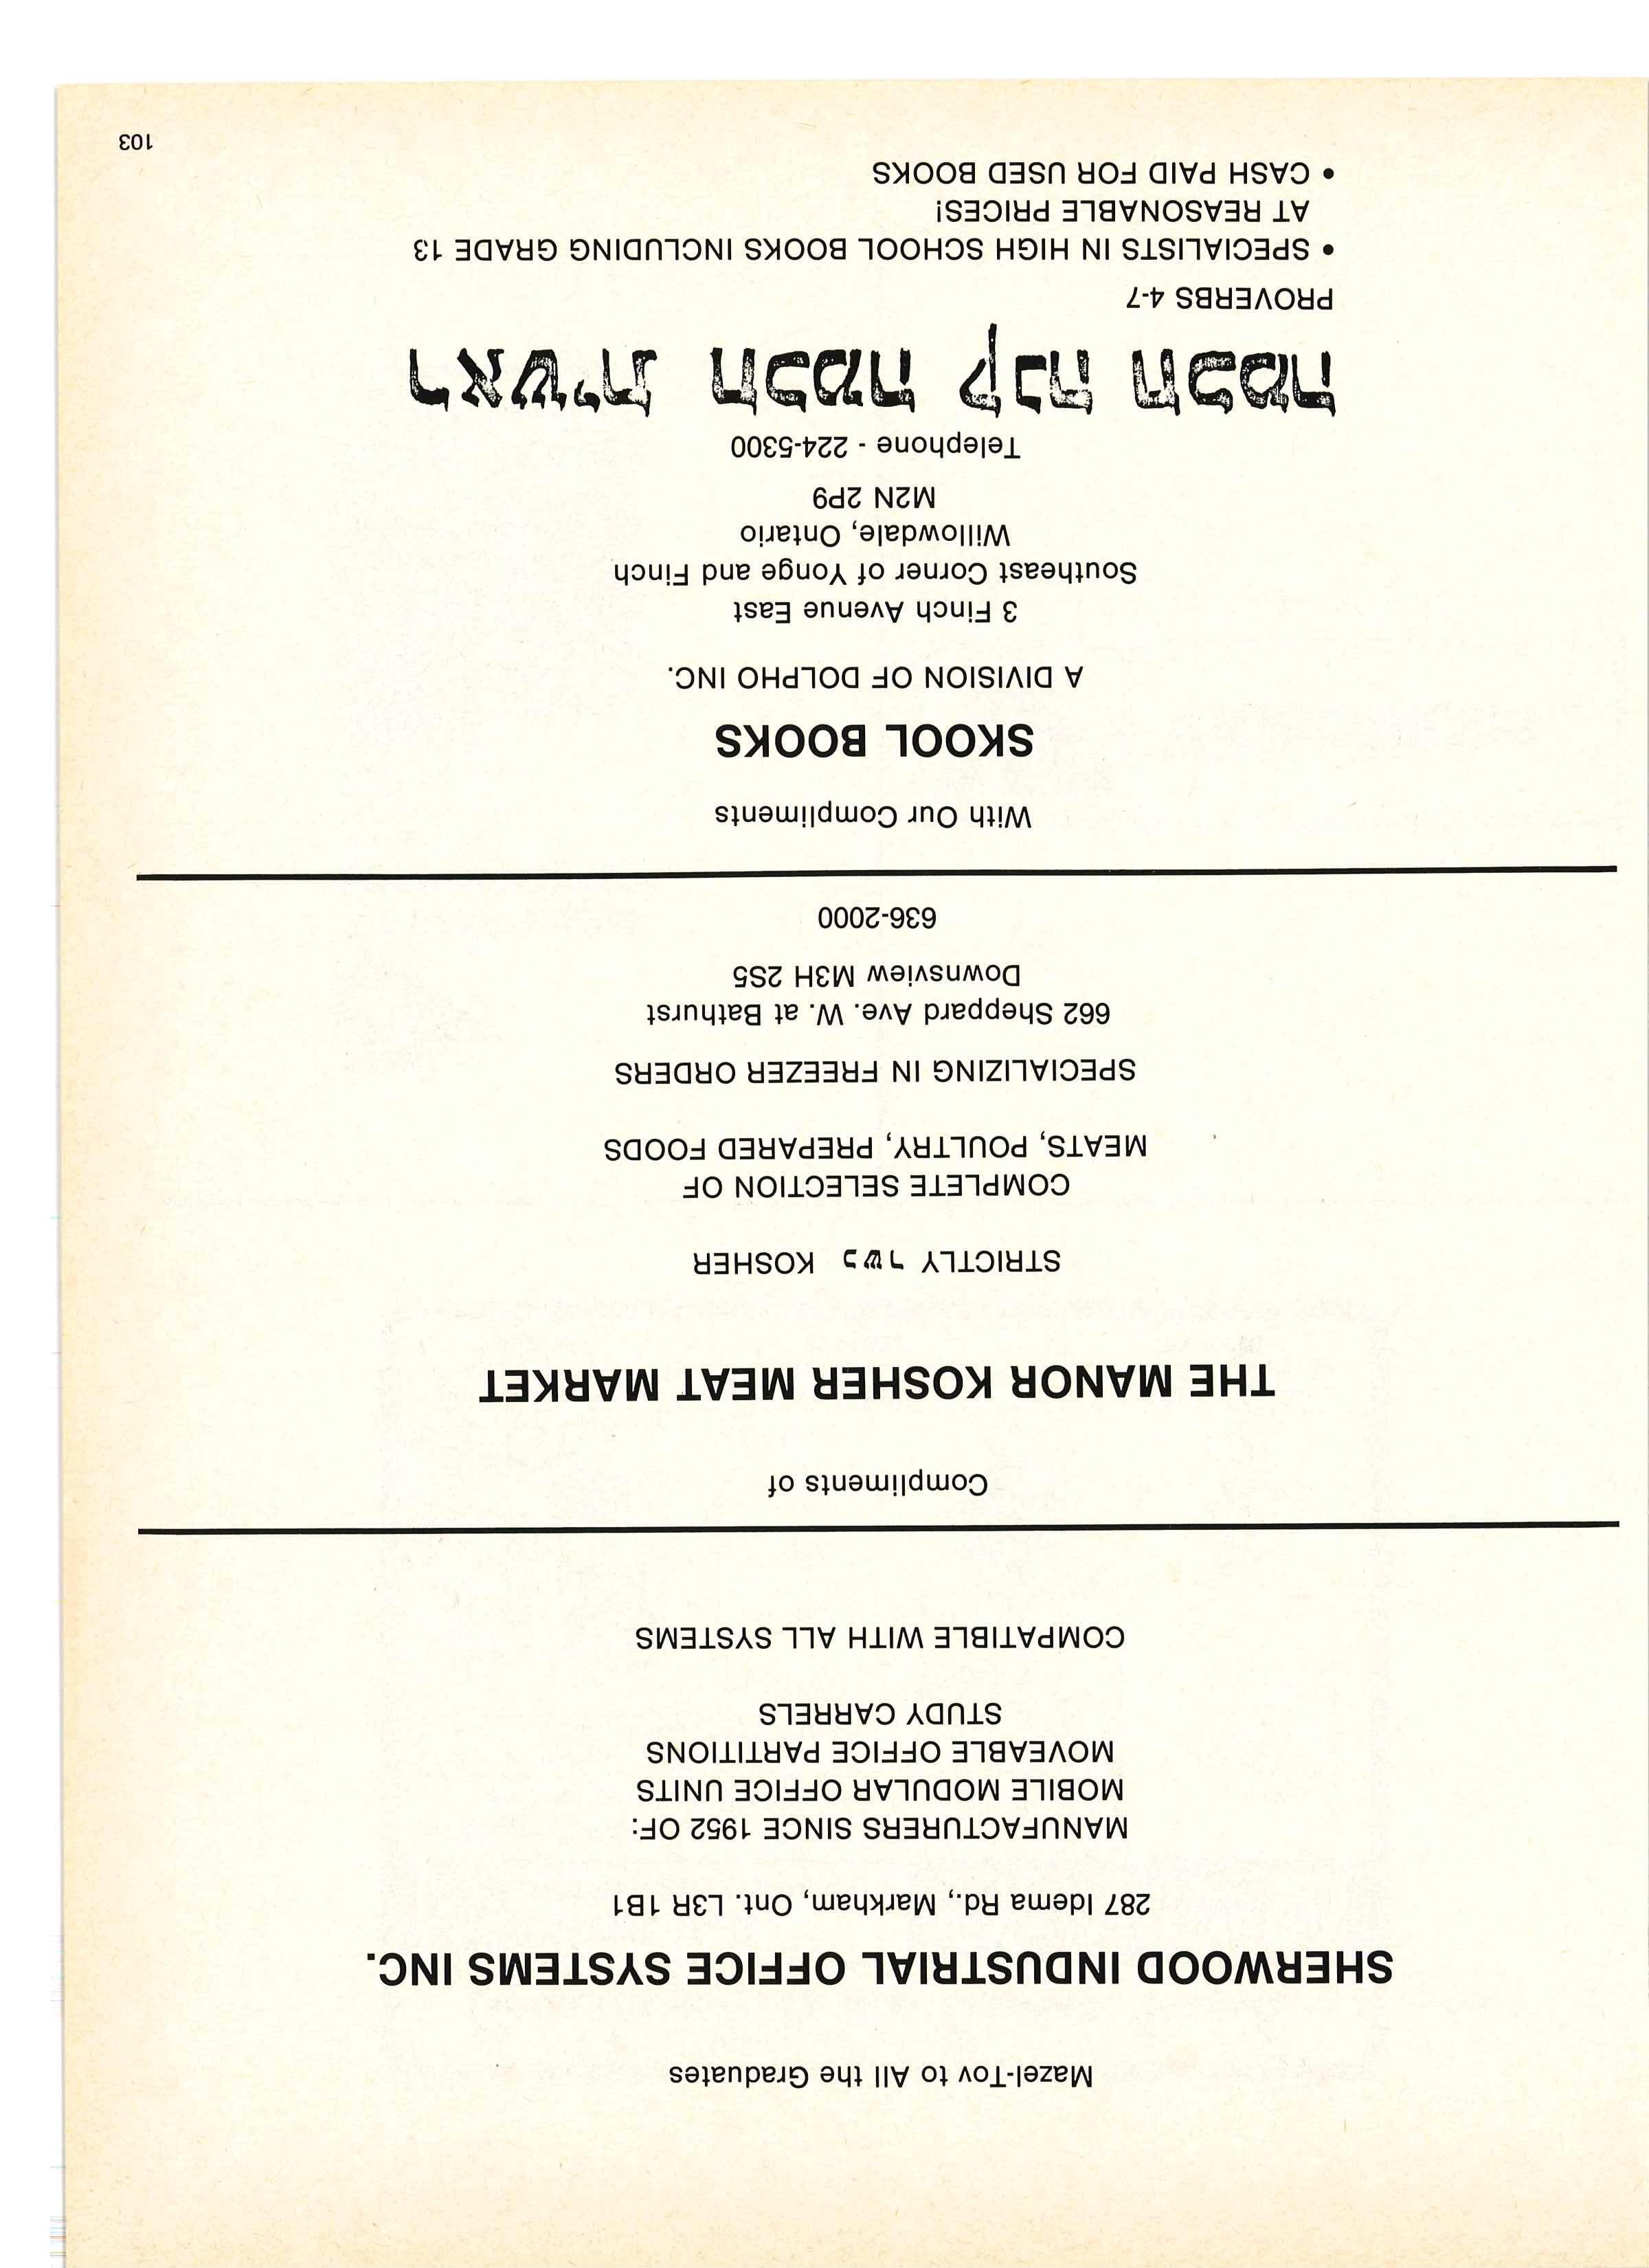 Mazel-Tov to All the Graduates
SHERWOOD INDUSTRIAL OFFICE SYSTEMS INC.
287 Idema Rd., Markham, Ont. L3R 1B1
MANUFACTURERS SINCE 1952 OF:
MOBILE MODULAR OFFICE UNITS
MOVEABLE OFFICE PARTITIONS
STUDY CARRELS
COMPATIBLE WITH ALL SYSTEMS
Compliments of
THE MANOR KOSHER MEAT MARKET
STRICTLY כשר KOSHER
COMPLETE SELECTION OF
MEATS, POULTRY, PREPARED FOODS
SPECIALIZING IN FREEZER ORDERS
662 Sheppard Ave. W. at Bathurst
Downsview M3H 2S5
636-2000
With Our Compliments
SKOOL BOOKS
A DIVISION OF DOLPHO INC.
3 Finch Avenue East
Southeast Corner of Yonge and Finch
Willowdale, Ontario
M2N 2P9
Telephone - 224-5300
ראשית חכמה קנה חכמה
PROVERBS 4-7
• SPECIALISTS IN HIGH SCHOOL BOOKS INCLUDING GRADE 13
AT REASONABLE PRICES!
• CASH PAID FOR USED BOOKS
103